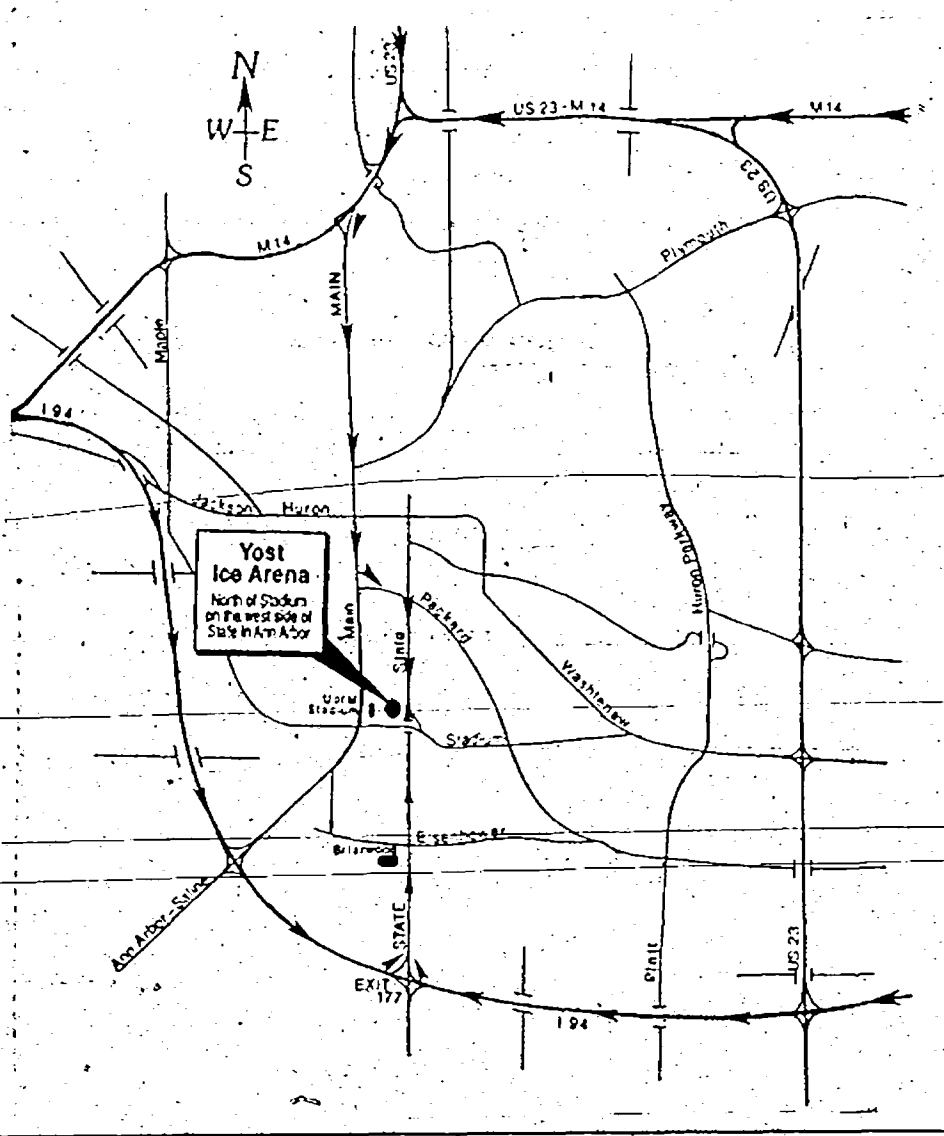 N
W E
S
US 23
US 23-M 14
M 14
US 23
M 14
Plymouth
MAIN
Maple
I 94
Jackson Huron
Huron Parkway
Yost
Ice Arena
North of Stadium
on the west side of
State in Ann Arbor
Main
State
Packard
Washtenaw
Stadium
Stadium
Eisenhower
Briarwood
Ann Arbor-Saline
STATE
Platt
US 23
EXIT
177
I 94